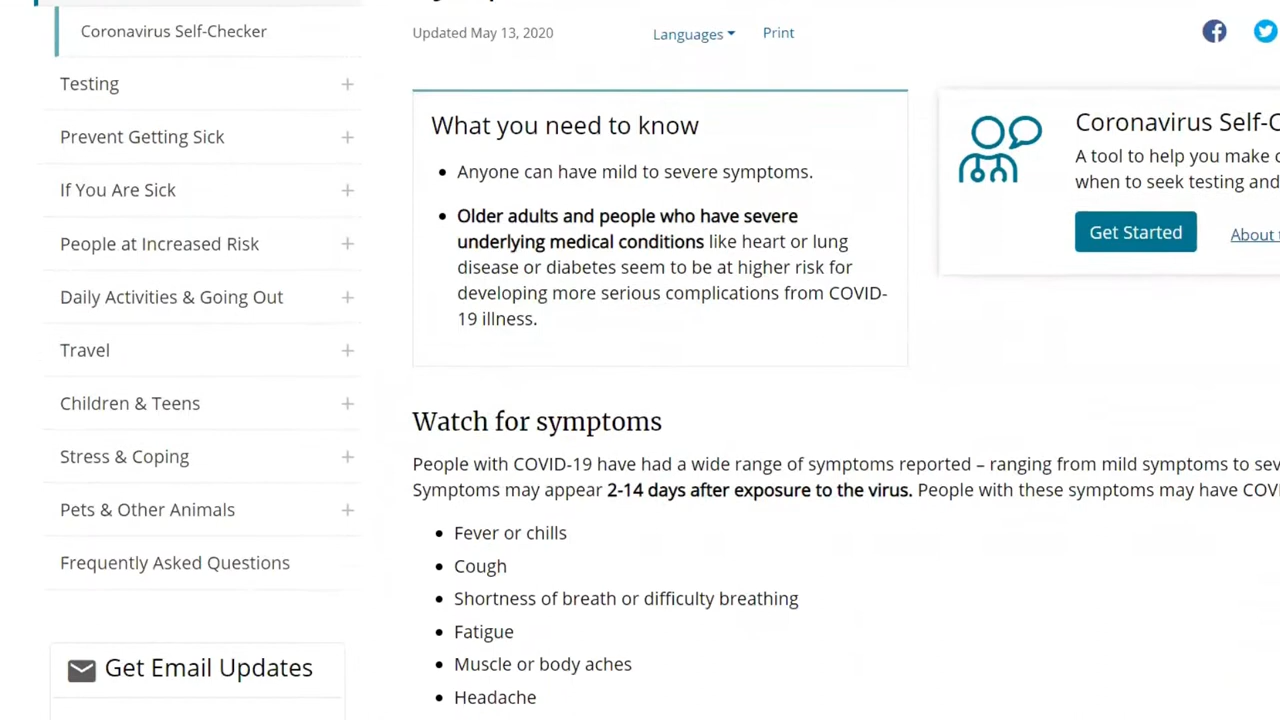 Coronavirus Self-Checker
Testing
Prevent Getting Sick
If You Are Sick
People at Increased Risk
Daily Activities & Going Out
Travel
Children & Teens
Stress & Coping
Pets & Other Animals
Frequently Asked Questions
Get Email Updates
Updated May 13, 2020
Languages
Print
What you need to know
Anyone can have mild to severe symptoms.
Older adults and people who have severe
underlying medical conditions like heart or lung
disease or diabetes seem to be at higher risk for
developing more serious complications from COVID-
19 illness.
Coronavirus Self-C
A tool to help you make
when to seek testing and
Get Started
About
Watch for symptoms
People with COVID-19 have had a wide range of symptoms reported – ranging from mild symptoms to sev
Symptoms may appear 2-14 days after exposure to the virus. People with these symptoms may have COV
Fever or chills
Cough
Shortness of breath or difficulty breathing
Fatigue
Muscle or body aches
Headache